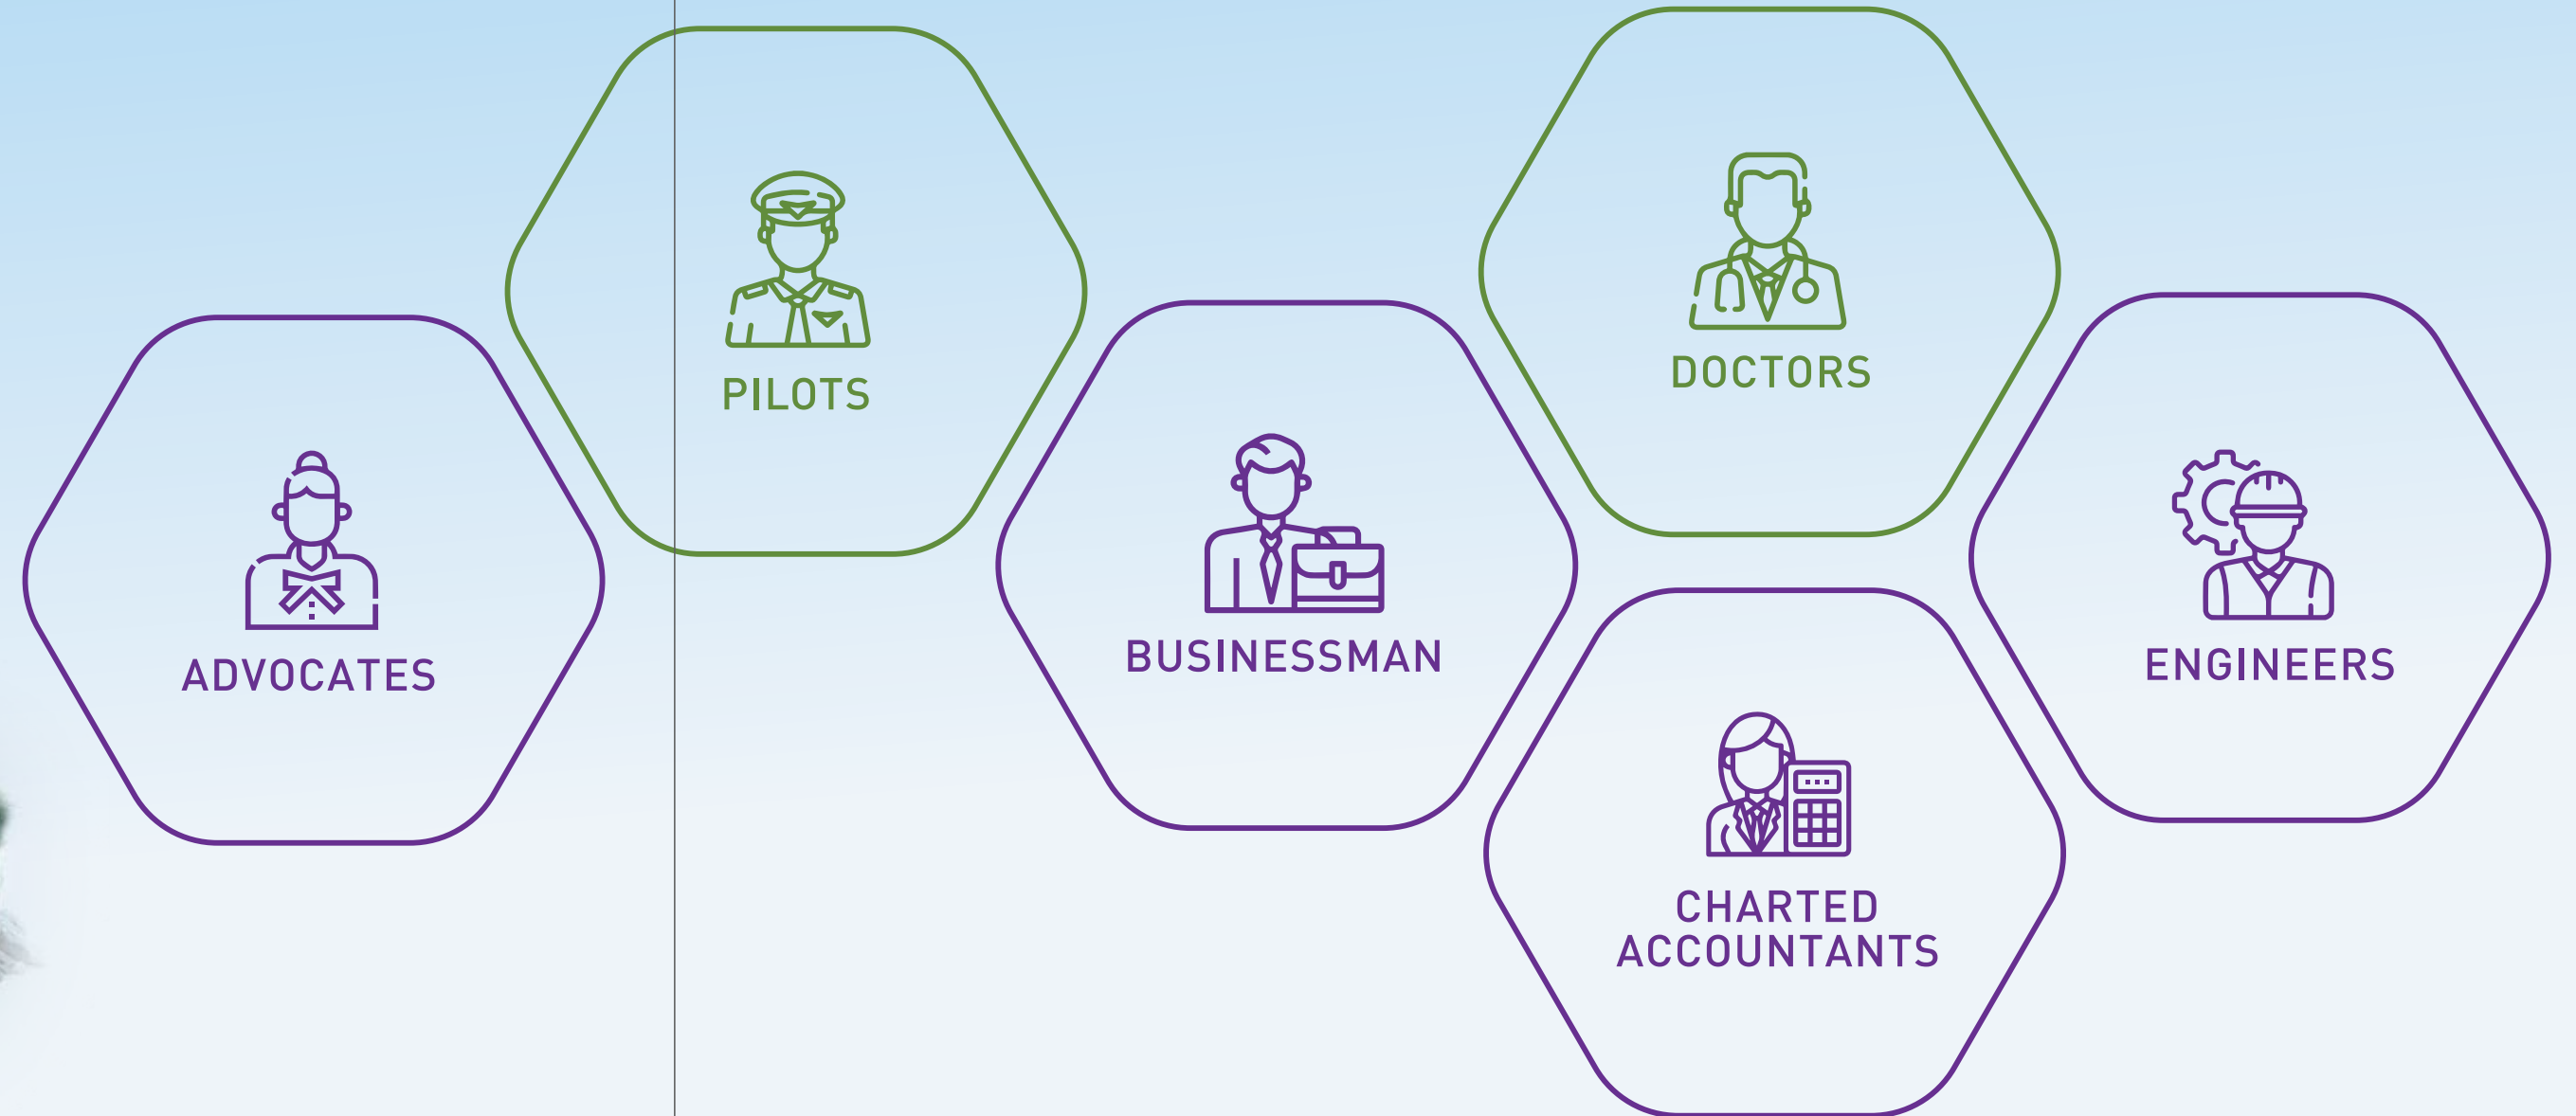 ADVOCATES
PILOTS
BUSINESSMAN
DOCTORS
CHARTED
ACCOUNTANTS
ENGINEERS